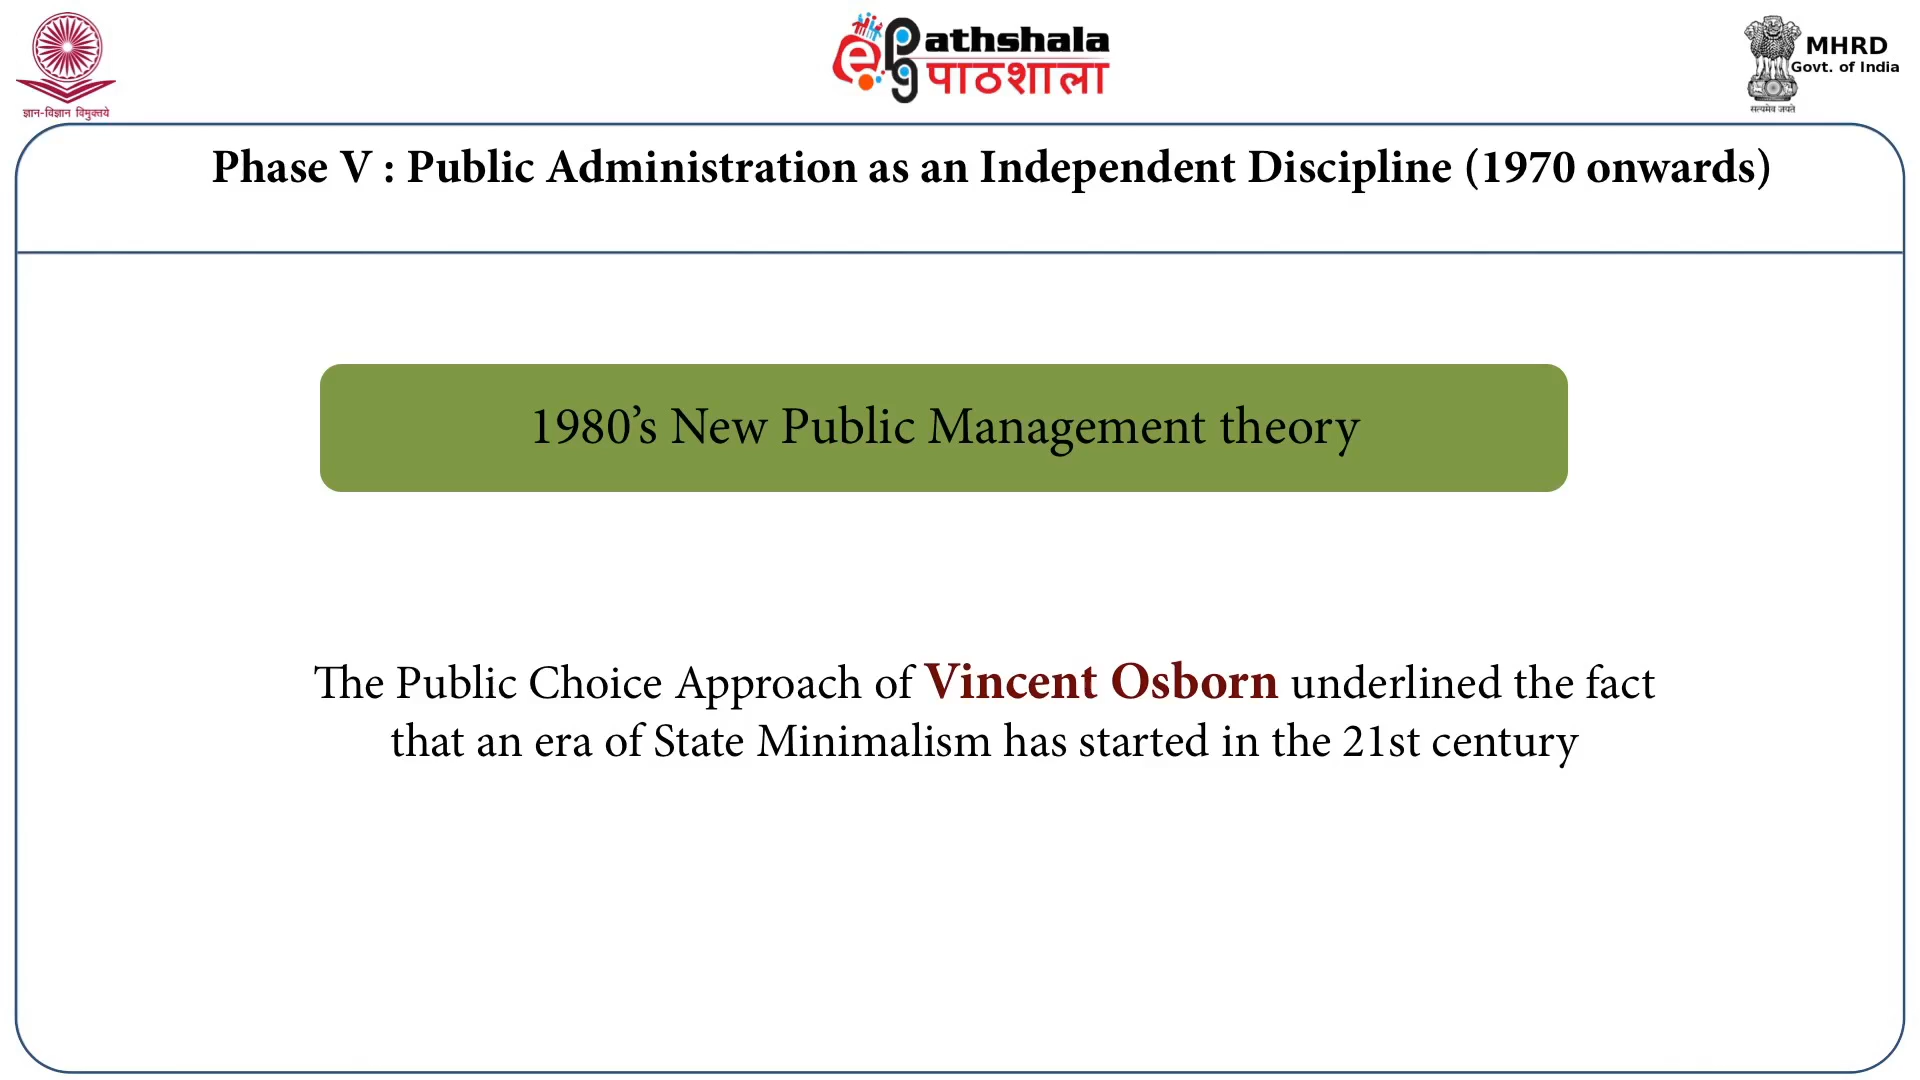 ज्ञान-विज्ञान विमुक्तये
e
pg
athshala
पाठशाला
MHRD
Govt. of India
सत्यमेव जयते
Phase V : Public Administration as an Independent Discipline (1970 onwards)
1980’s New Public Management theory
The Public Choice Approach of Vincent Osborn underlined the fact
that an era of State Minimalism has started in the 21st century